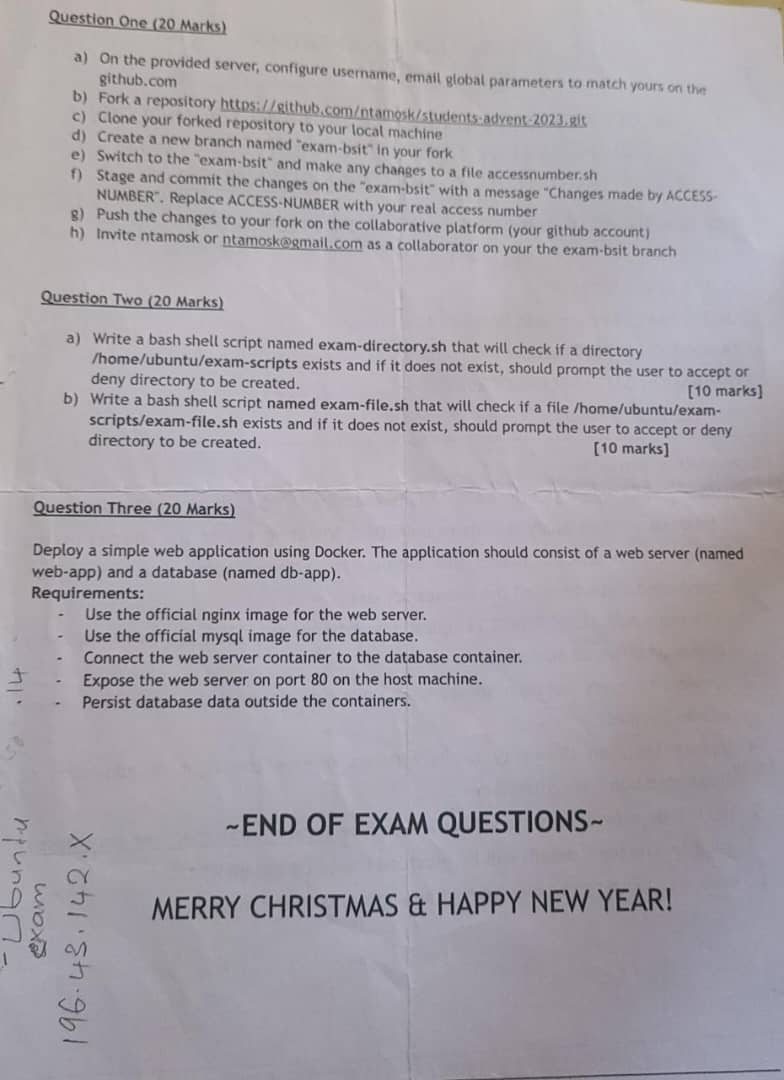 Question One (20 Marks)
a) On the provided server, configure username, email global parameters to match yours on the
github.com
b) Fork a repository https://github.com/ntamosk/students-advent-2023.git
c) Clone your forked repository to your local machine
d) Create a new branch named "exam-bsit" in your fork
e) Switch to the "exam-bsit" and make any changes to a file accessnumber.sh
f) Stage and commit the changes on the "exam-bsit" with a message "Changes made by ACCESS-
NUMBER". Replace ACCESS-NUMBER with your real access number
g) Push the changes to your fork on the collaborative platform (your github account)
h) Invite ntamosk or ntamosk@gmail.com as a collaborator on your the exam-bsit branch
Question Two (20 Marks)
a) Write a bash shell script named exam-directory.sh that will check if a directory
/home/ubuntu/exam-scripts exists and if it does not exist, should prompt the user to accept or
deny directory to be created. [10 marks]
b) Write a bash shell script named exam-file.sh that will check if a file /home/ubuntu/exam-
scripts/exam-file.sh exists and if it does not exist, should prompt the user to accept or deny
directory to be created. [10 marks]
Question Three (20 Marks)
Deploy a simple web application using Docker. The application should consist of a web server (named
web-app) and a database (named db-app).
Requirements:
- Use the official nginx image for the web server.
- Use the official mysql image for the database.
- Connect the web server container to the database container.
- Expose the web server on port 80 on the host machine.
- Persist database data outside the containers.
~END OF EXAM QUESTIONS~
MERRY CHRISTMAS & HAPPY NEW YEAR!
- Ubuntu
exam
196.43.142.X
.14